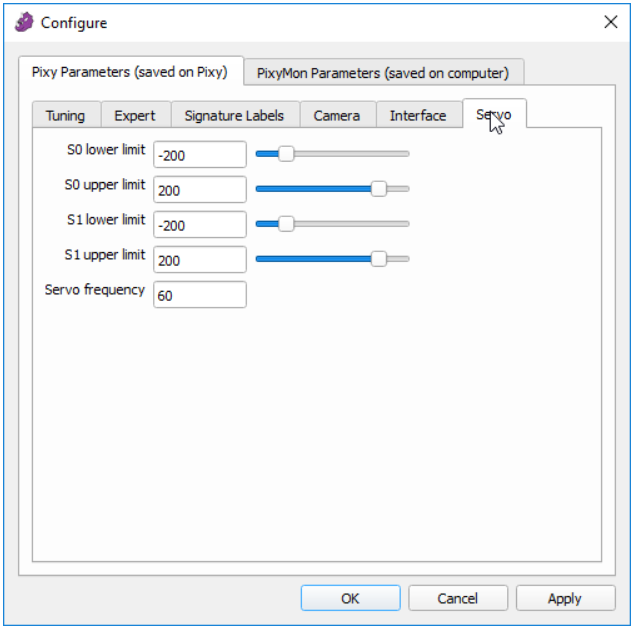 Configure
Pixy Parameters (saved on Pixy) PixyMon Parameters (saved on computer)
Tuning Expert Signature Labels Camera Interface Servo
S0 lower limit -200
S0 upper limit 200
S1 lower limit -200
S1 upper limit 200
Servo frequency 60
OK Cancel Apply